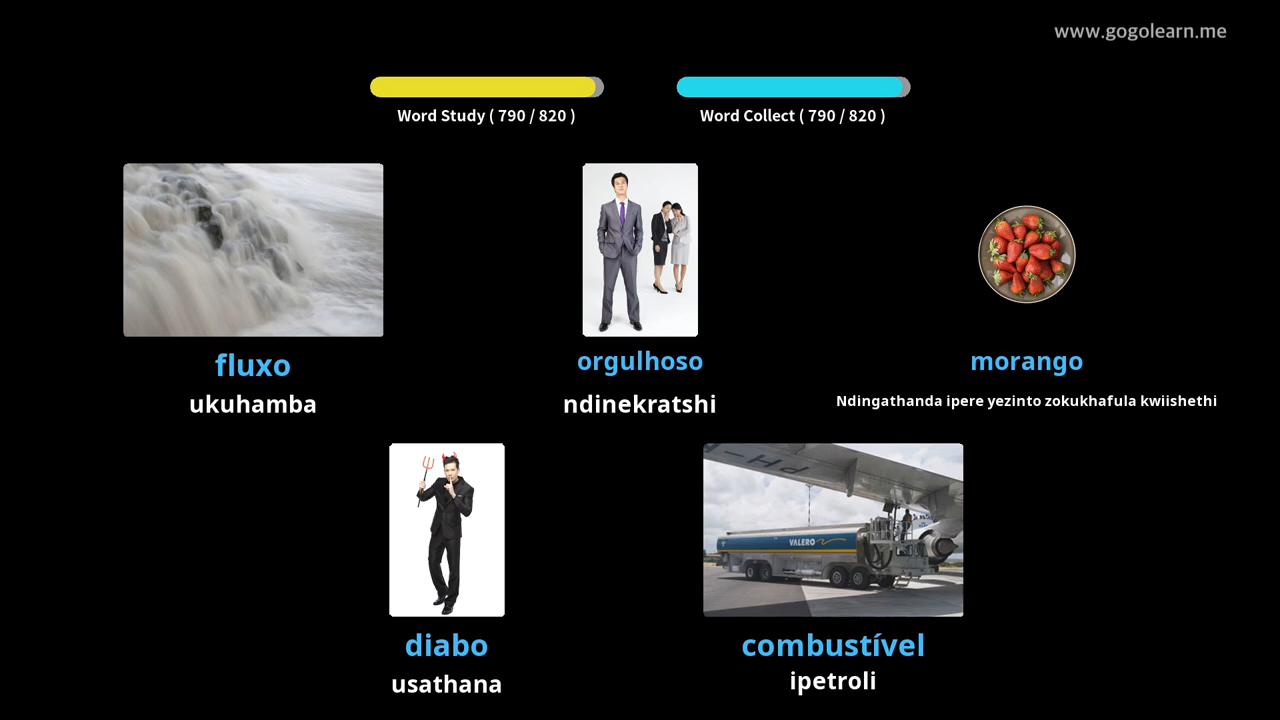 www.gogolearn.me
Word Study ( 790 / 820 )
Word Collect ( 790 / 820 )
fluxo
ukuhamba
orgulhoso
ndinekratshi
morango
Ndingathanda ipere yezinto zokukhafula kwiishethi
PH-
VALERO
diabo
usathana
combustível
ipetroli